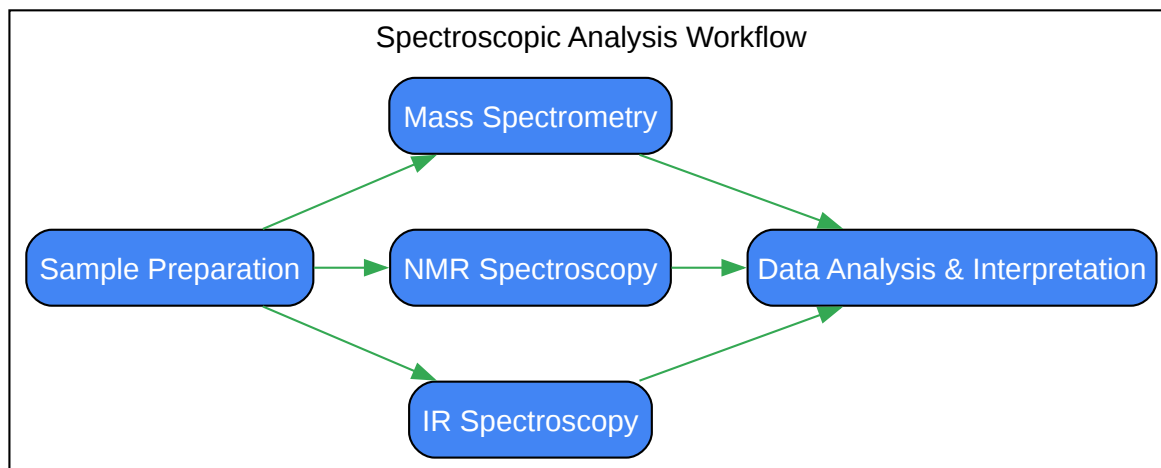 Spectroscopic Analysis Workflow
Mass Spectrometry
Sample Preparation
NMR Spectroscopy
Data Analysis & Interpretation
IR Spectroscopy